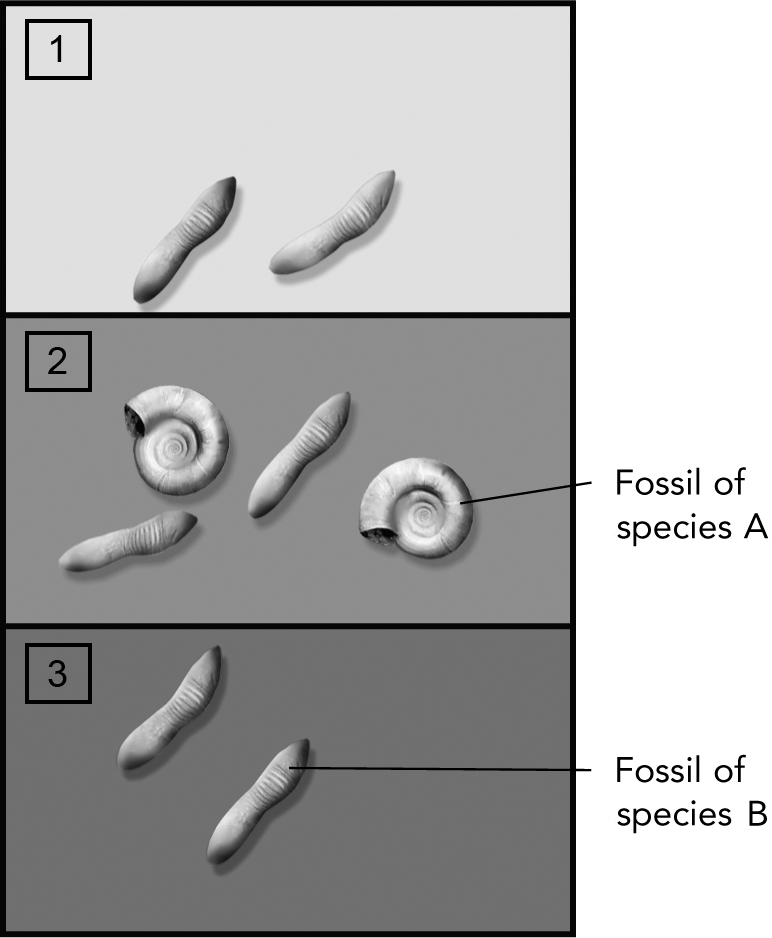 1
2
Fossil of
species A
3
Fossil of
species B